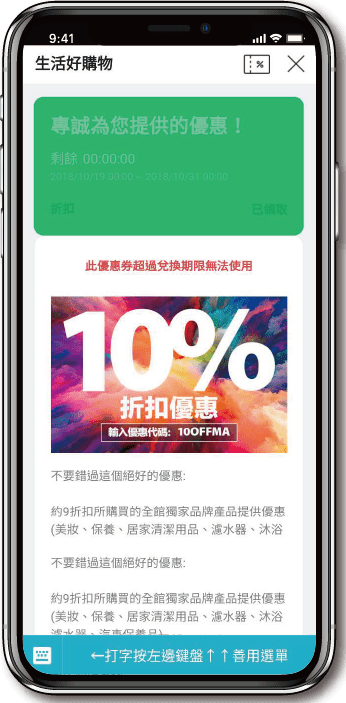 9:41
生活好購物
%
專誠為您提供的優惠！
剩餘 00:00:00
2018/10/19 00:00 ~ 2018/10/31 00:00
折扣
已領取
此優惠券超過兌換期限無法使用
10%
折扣優惠
輸入優惠代碼: 10OFFMA
不要錯過這個絕好的優惠:
約9折扣所購買的全館獨家品牌產品提供優惠
(美妝、保養、居家清潔用品、濾水器、沐浴
不要錯過這個絕好的優惠:
約9折扣所購買的全館獨家品牌產品提供優惠
(美妝、保養、居家清潔用品、濾水器、沐浴
濾水器、汽車保養品)
←打字按左邊鍵盤↑↑善用選單